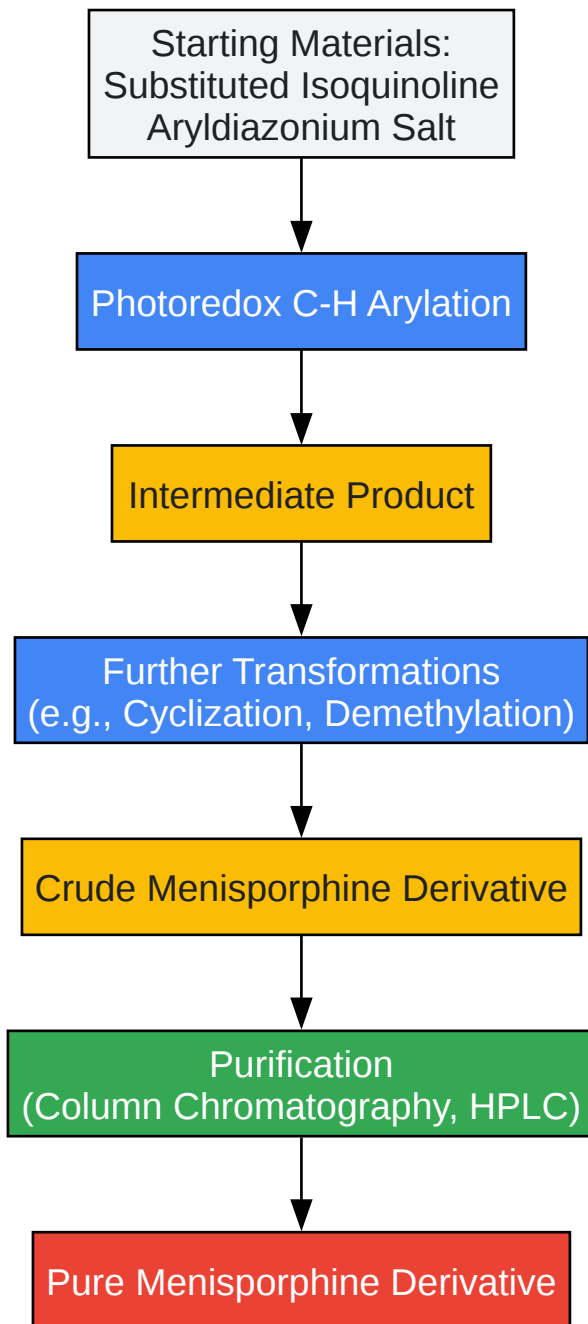 Starting Materials:
Substituted Isoquinoline
Aryldiazonium Salt
Photoredox C-H Arylation
Intermediate Product
Further Transformations
(e.g., Cyclization, Demethylation)
Crude Menisporphine Derivative
Purification
(Column Chromatography, HPLC)
Pure Menisporphine Derivative